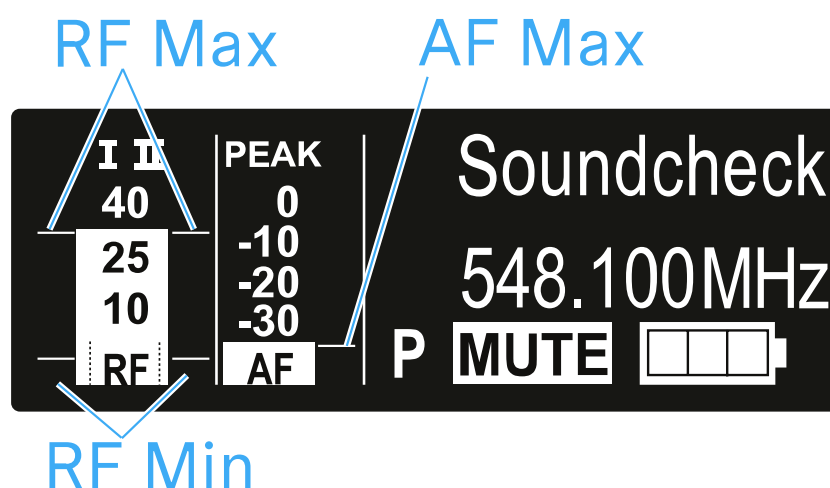 RF Max
AF Max
I II
PEAK
Soundcheck
40
0
25
-10
548.100MHz
10
-20
-30
RF
AF
P
MUTE
RF Min